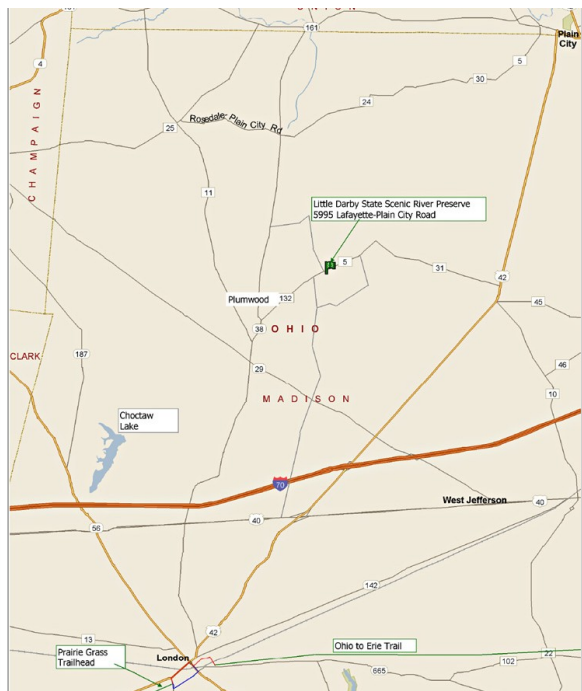 161
Plain
City
4
5
30
24
CHAMPAIGN
25
Rosedale-Plain City Rd
11
Little Darby State Scenic River Preserve
5995 Lafayette-Plain City Road
5
31
42
Plumwood
132
45
38
OHIO
CLARK
187
46
29
10
MADISON
Choctaw
Lake
70
West Jefferson
40
40
56
142
42
13
Prairie Grass
Trailhead
London
Ohio to Erie Trail
22
102
665